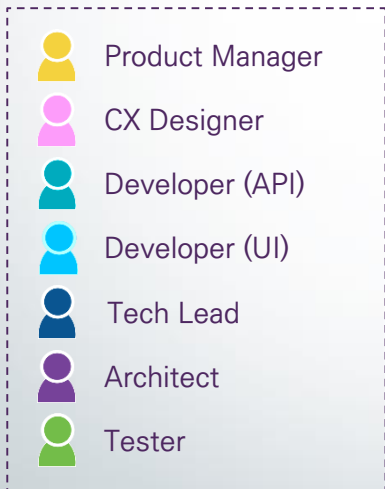 Product Manager
CX Designer
Developer (API)
Developer (UI)
Tech Lead
Architect
Tester